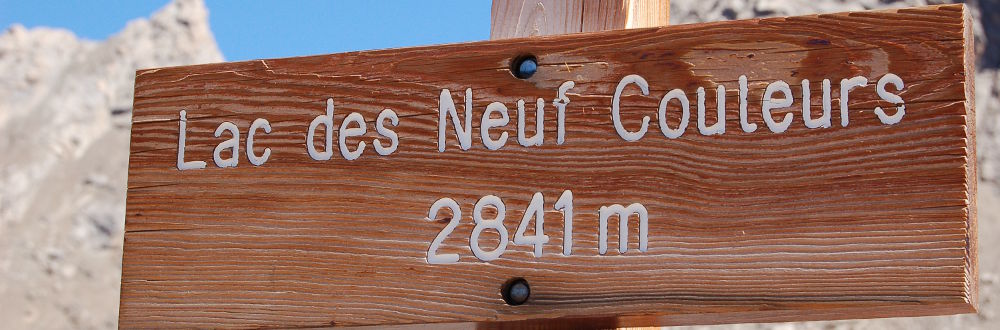 Lac des Neuf Couleurs
2841 m